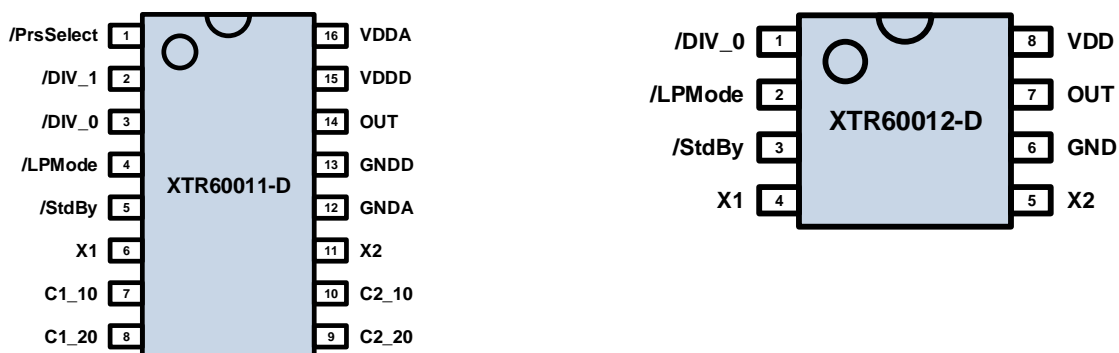 /PrsSelect 1 16 VDDA
/DIV_1 2 15 VDDD
/DIV_0 3 14 OUT
/LPMode 4 13 GNDD
XTR60011-D
/StdBy 5 12 GNDA
X1 6 11 X2
C1_10 7 10 C2_10
C1_20 8 9 C2_20
/DIV_0 1 8 VDD
/LPMode 2 7 OUT
XTR60012-D
/StdBy 3 6 GND
X1 4 5 X2